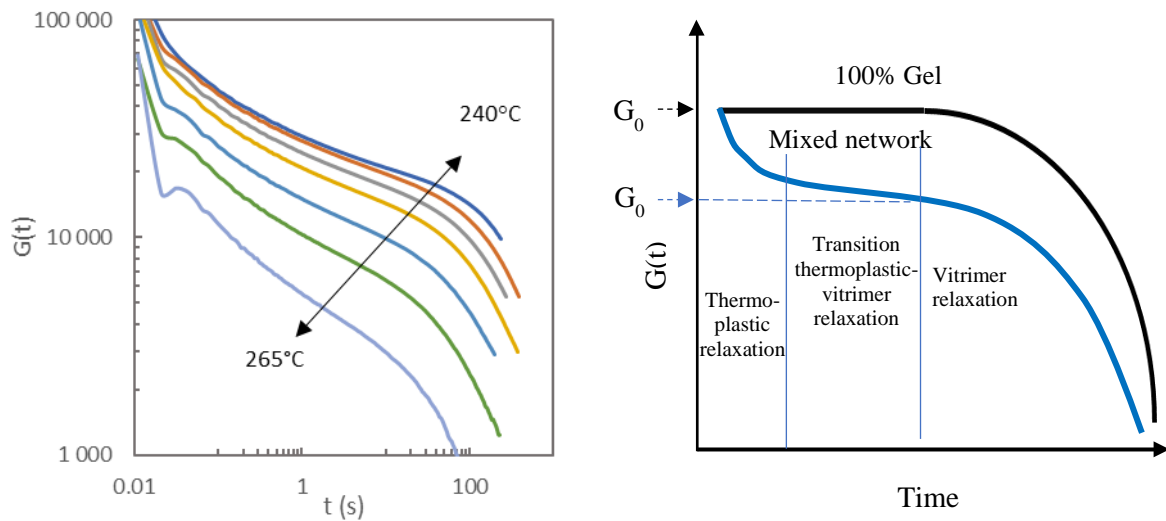 100 000
10 000
1 000
G(t)
0.01
1
100
t (s)
240°C
265°C
100% Gel
G0
Mixed network
G0
G(t)
Thermo-
plastic
relaxation
Transition
thermoplastic-
vitrimer
relaxation
Vitrimer
relaxation
Time